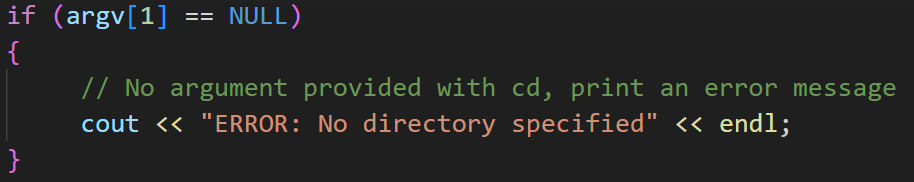 if (argv[1] == NULL)
{
// No argument provided with cd, print an error message
cout << "ERROR: No directory specified" << endl;
}